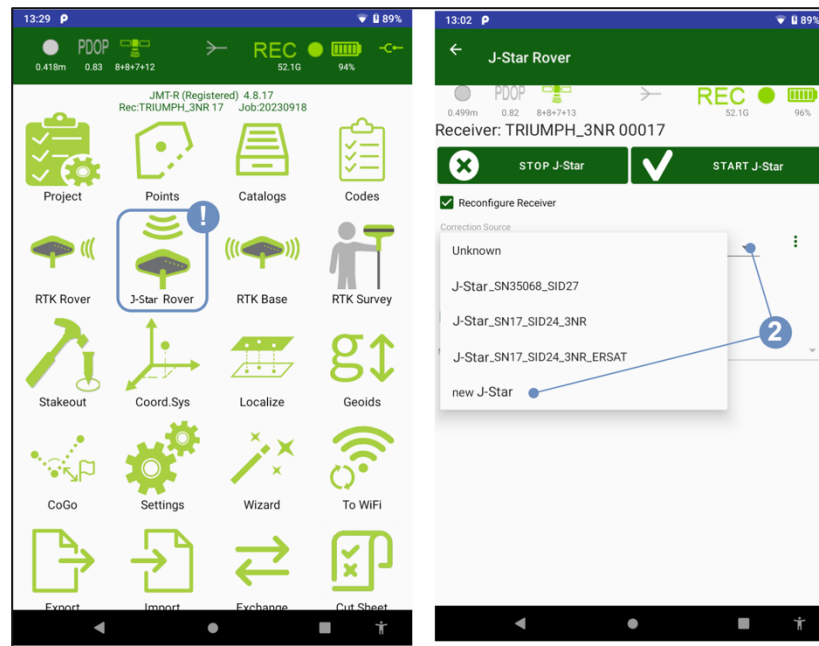 13:29 P 89%
PDOP REC
0.418m 0.83 8+8+7+12 52.1G 94%
JMT-R (Registered) 4.8.17
Rec:TRIUMPH_3NR 17 Job:20230918
Project Points Catalogs Codes
!
RTK Rover J-Star Rover RTK Base RTK Survey
Stakeout Coord.Sys Localize Geoids
CoGo Settings Wizard To WiFi
Export Import Exchange Cut Sheet
13:02 P 89%
J-Star Rover
PDOP REC
0.499m 0.82 8+8+7+13 52.1G 96%
Receiver: TRIUMPH_3NR 00017
STOP J-Star START J-Star
Reconfigure Receiver
Correction Source
Unknown
J-Star_SN35068_SID27
J-Star_SN17_SID24_3NR
2
J-Star_SN17_SID24_3NR_ERSAT
new J-Star